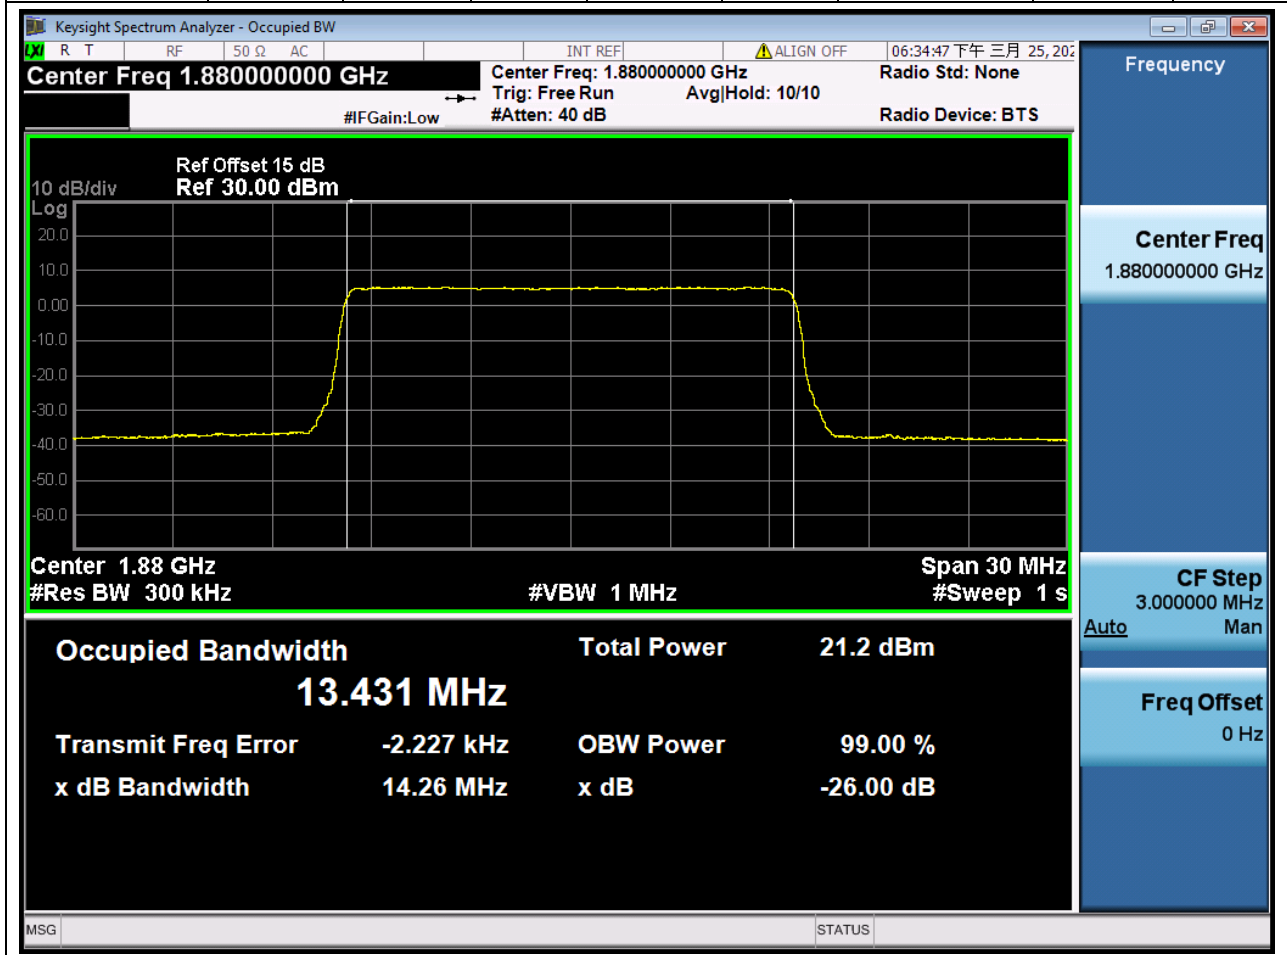 Keysight Spectrum Analyzer - Occupied BW
LXI R T RF 50 Ω AC INT REF ALIGN OFF 06:34:47 下午 三月 25, 202
Center Freq 1.880000000 GHz
Center Freq: 1.880000000 GHz
Radio Std: None
Trig: Free Run Avg|Hold: 10/10
#IFGain:Low
#Atten: 40 dB
Radio Device: BTS
Ref Offset 15 dB
10 dB/div Ref 30.00 dBm
Log
20.0
10.0
0.00
-10.0
-20.0
-30.0
-40.0
-50.0
-60.0
Center 1.88 GHz Span 30 MHz
#Res BW 300 kHz #VBW 1 MHz #Sweep 1 s
Occupied Bandwidth Total Power 21.2 dBm
13.431 MHz
Transmit Freq Error -2.227 kHz OBW Power 99.00 %
x dB Bandwidth 14.26 MHz x dB -26.00 dB
MSG STATUS
Frequency
Center Freq
1.880000000 GHz
CF Step
3.000000 MHz
Auto Man
Freq Offset
0 Hz